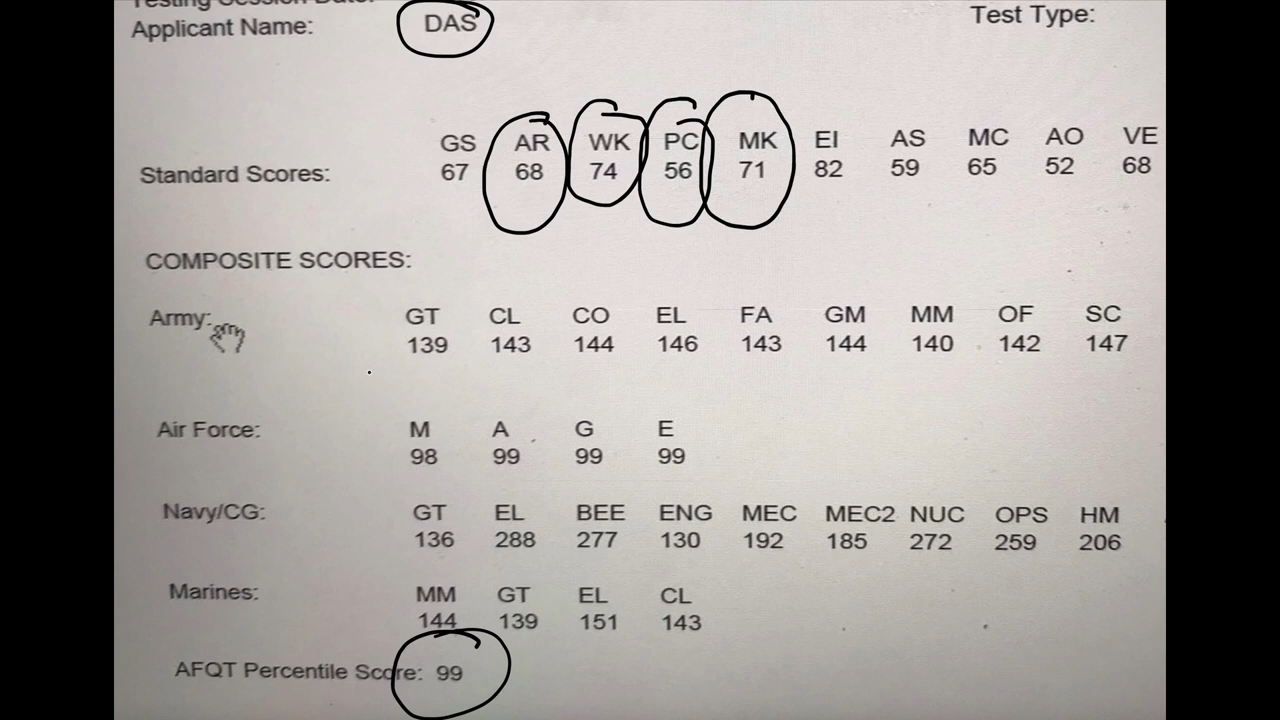 Testing Session Date:
Applicant Name: DAS Test Type:
GS AR WK PC MK EI AS MC AO VE
Standard Scores: 67 68 74 56 71 82 59 65 52 68
COMPOSITE SCORES:
Army: GT CL CO EL FA GM MM OF SC
139 143 144 146 143 144 140 142 147
Air Force: M A G E
98 99 99 99
Navy/CG: GT EL BEE ENG MEC MEC2 NUC OPS HM
136 288 277 130 192 185 272 259 206
Marines: MM GT EL CL
144 139 151 143
AFQT Percentile Score: 99